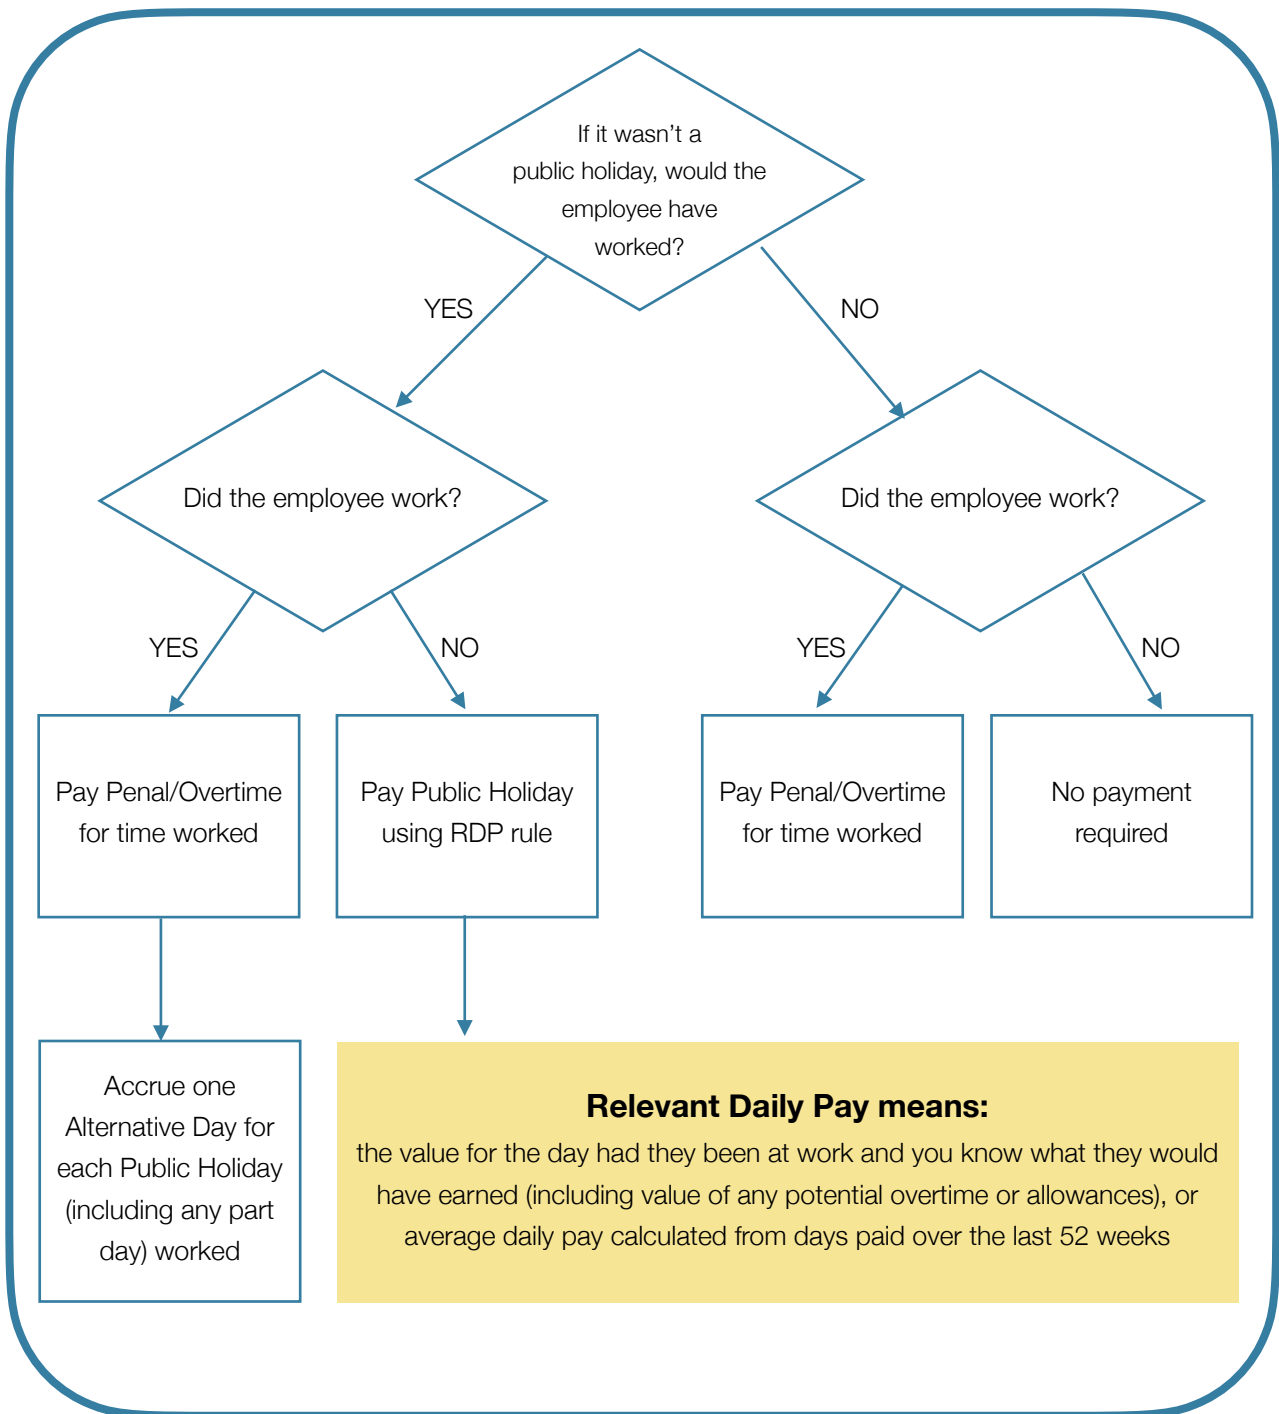 If it wasn’t a
public holiday, would the
employee have
worked?
YES
NO
Did the employee work?
Did the employee work?
YES
NO
YES
NO
Pay Penal/Overtime
for time worked
Pay Public Holiday
using RDP rule
Pay Penal/Overtime
for time worked
No payment
required
Accrue one
Alternative Day for
each Public Holiday
(including any part
day) worked
Relevant Daily Pay means:
the value for the day had they been at work and you know what they would
have earned (including value of any potential overtime or allowances), or
average daily pay calculated from days paid over the last 52 weeks